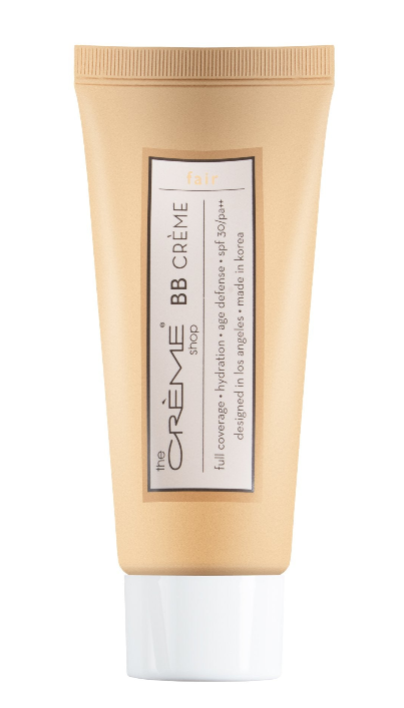 fair
the
CRÈME®
shop
BB CRÈME
full coverage • hydration • age defense • spf 30/pa++
designed in los angeles • made in korea